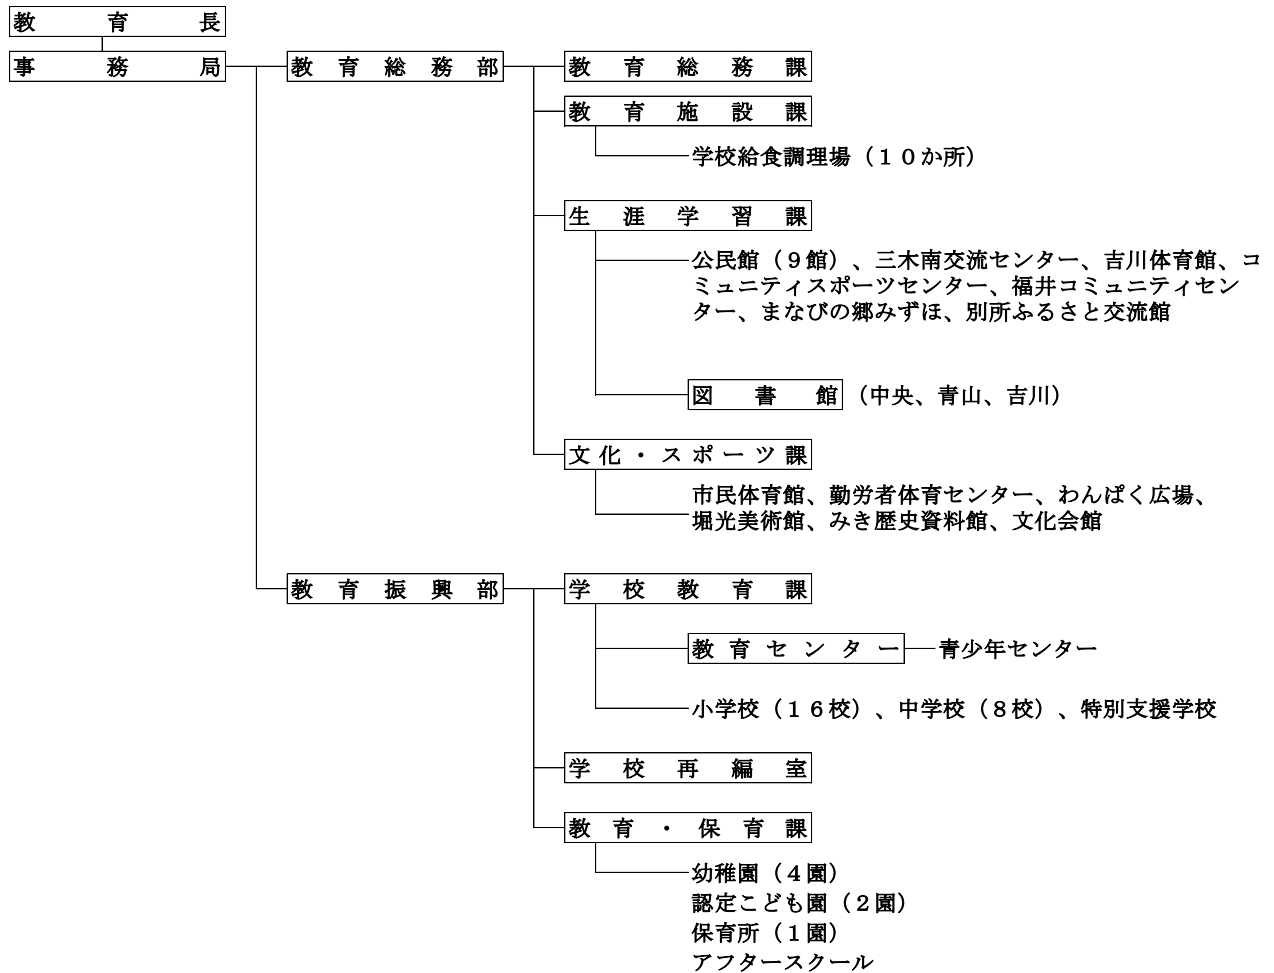 教育長
事務局
教育総務部
教育総務課
教育施設課
学校給食調理場（１０か所）
生涯学習課
公民館（９館）、三木南交流センター、吉川体育館、コ
ミュニティスポーツセンター、福井コミュニティセン
ター、まなびの郷みずほ、別所ふるさと交流館
図書館（中央、青山、吉川）
文化・スポーツ課
市民体育館、勤労者体育センター、わんぱく広場、
堀光美術館、みき歴史資料館、文化会館
教育振興部
学校教育課
教育センター
青少年センター
小学校（１６校）、中学校（８校）、特別支援学校
学校再編室
教育・保育課
幼稚園（４園）
認定こども園（２園）
保育所（１園）
アフタースクール